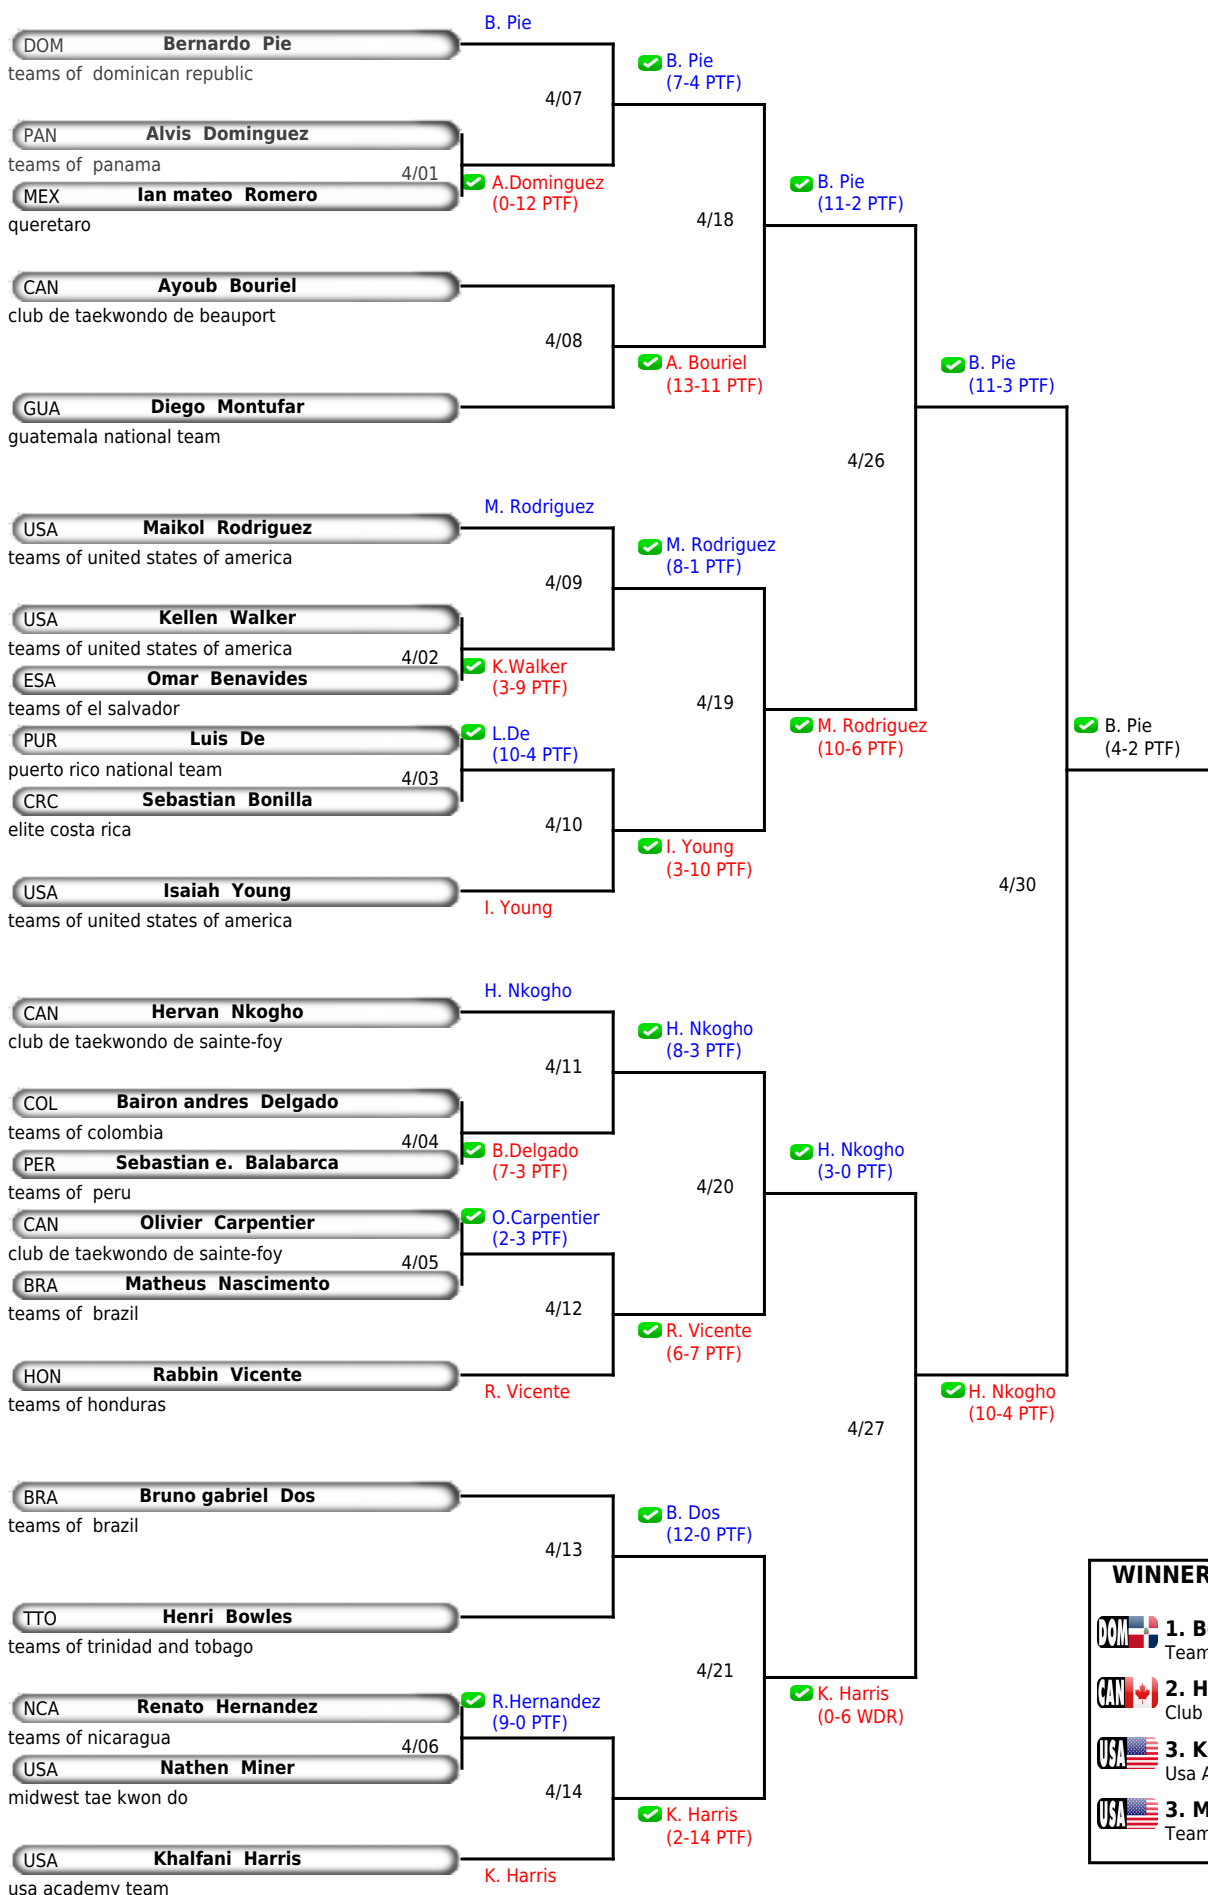 B. Pie
DOM Bernardo Pie
teams of dominican republic
B. Pie
(7-4 PTF)
4/07
PAN Alvis Dominguez
teams of panama
4/01
MEX Ian mateo Romero
queretaro
A.Dominguez
(0-12 PTF)
B. Pie
(11-2 PTF)
4/18
CAN Ayoub Bouriel
club de taekwondo de beauport
4/08
A. Bouriel
(13-11 PTF)
B. Pie
(11-3 PTF)
GUA Diego Montufar
guatemala national team
4/26
M. Rodriguez
USA Maikol Rodriguez
teams of united states of america
M. Rodriguez
(8-1 PTF)
4/09
USA Kellen Walker
teams of united states of america
4/02
ESA Omar Benavides
teams of el salvador
K.Walker
(3-9 PTF)
4/19
PUR Luis De
puerto rico national team
L.De
(10-4 PTF)
M. Rodriguez
(10-6 PTF)
B. Pie
(4-2 PTF)
4/03
CRC Sebastian Bonilla
elite costa rica
4/10
I. Young
(3-10 PTF)
USA Isaiah Young
teams of united states of america
I. Young
4/30
H. Nkogho
CAN Hervan Nkogho
club de taekwondo de sainte-foy
H. Nkogho
(8-3 PTF)
4/11
COL Bairon andres Delgado
teams of colombia
4/04
PER Sebastian e. Balabarca
teams of peru
B.Delgado
(7-3 PTF)
H. Nkogho
(3-0 PTF)
4/20
CAN Olivier Carpentier
club de taekwondo de sainte-foy
O.Carpentier
(2-3 PTF)
4/05
BRA Matheus Nascimento
teams of brazil
4/12
R. Vicente
(6-7 PTF)
HON Rabbin Vicente
teams of honduras
R. Vicente
H. Nkogho
(10-4 PTF)
4/27
BRA Bruno gabriel Dos
teams of brazil
B. Dos
(12-0 PTF)
4/13
TTO Henri Bowles
teams of trinidad and tobago
4/21
NCA Renato Hernandez
teams of nicaragua
R.Hernandez
(9-0 PTF)
K. Harris
(0-6 WDR)
4/06
USA Nathen Miner
midwest tae kwon do
4/14
K. Harris
(2-14 PTF)
USA Khalfani Harris
usa academy team
K. Harris
WINNER
DOM 1. B
Team
CAN 2. H
Club
USA 3. K
Usa A
USA 3. M
Team